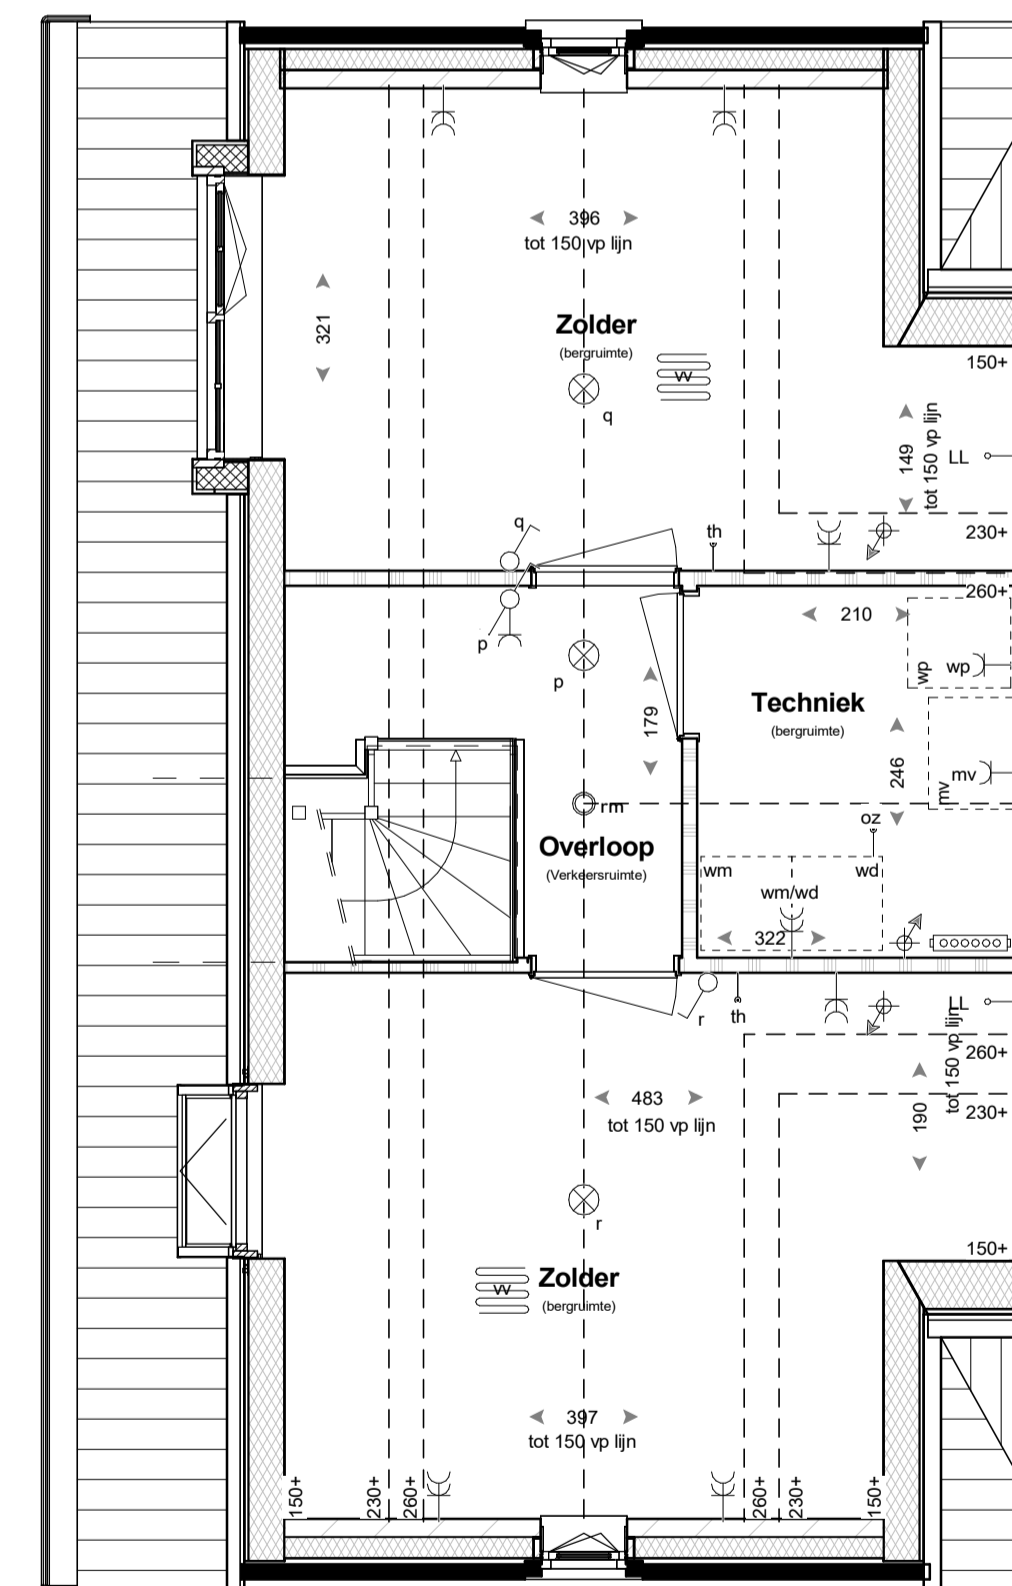 396
tot 150 vp lijn
321
Zolder
(bergruimte)
VV
q
150+
149
tot 150 vp lijn
LL
q
th
230+
260+
210
p
p
wp
wp
179
Techniek
(bergruimte)
246
mv
mv
rm
oz
Overloop
(Verkeersruimte)
wm
wd
wm/wd
322
r
th
LL
260+
tot 150 vp lijn
190
230+
483
tot 150 vp lijn
r
150+
VV
Zolder
(bergruimte)
397
tot 150 vp lijn
150+
230+
260+
260+
230+
150+